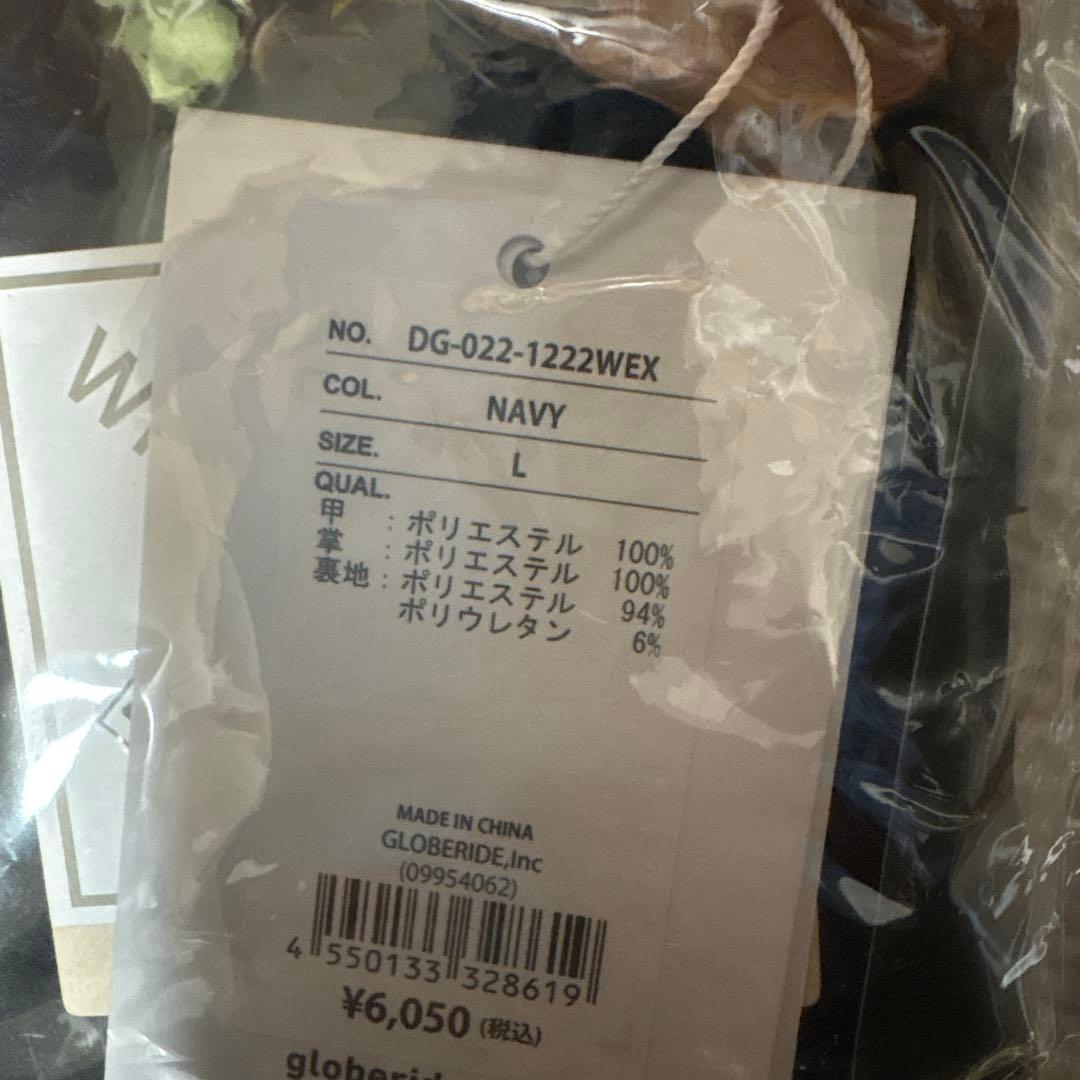 NO. DG-022-1222WEX
COL. NAVY
SIZE. L
QUAL.
甲 : ポリエステル 100%
掌 : ポリエステル 100%
裏地 : ポリエステル 94%
ポリウレタン 6%
MADE IN CHINA
GLOBERIDE,Inc
(09954062)
4 550133 328619
¥6,050 (税込)